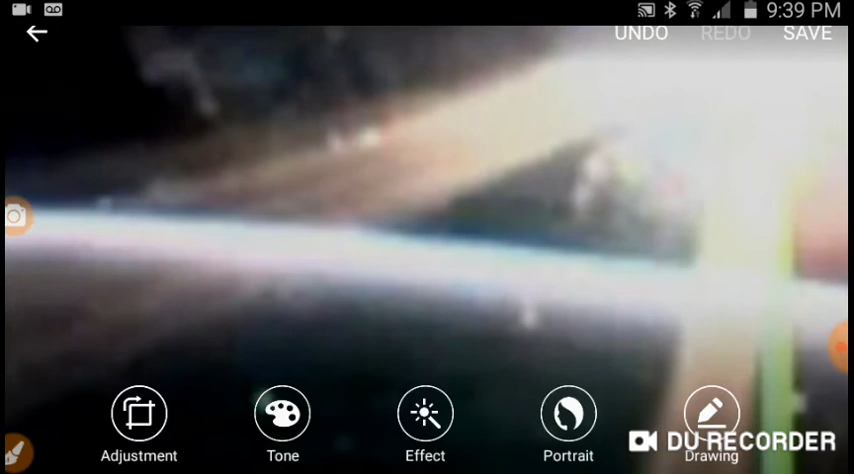 9:39 PM
UNDO REDO SAVE
Adjustment Tone Effect Portrait Drawing
DU RECORDER